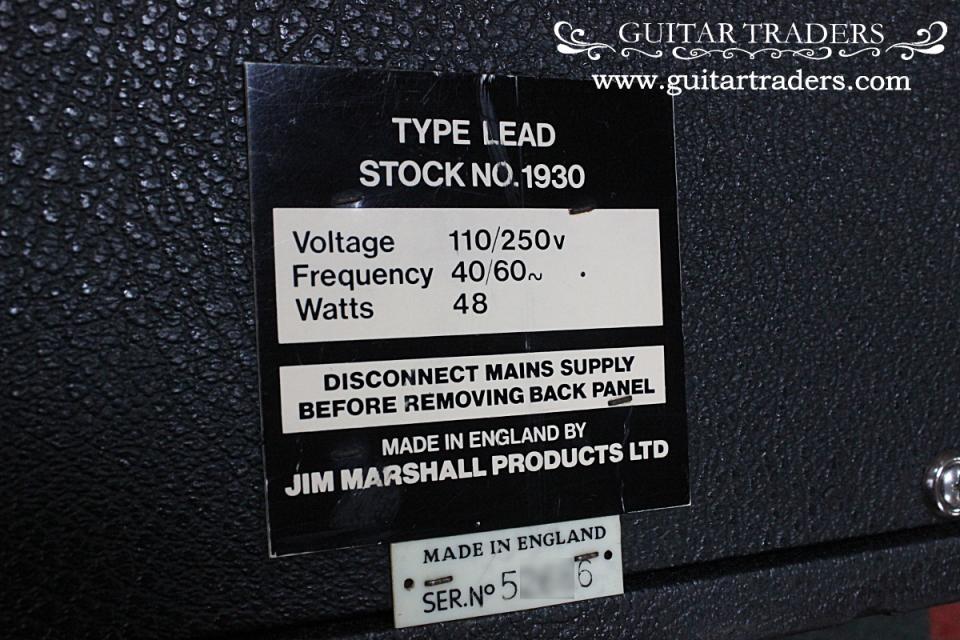 GUITAR TRADERS
www.guitartraders.com
TYPE LEAD
STOCK NO.1930
Voltage 110/250v
Frequency 40/60~
Watts 48
DISCONNECT MAINS SUPPLY
BEFORE REMOVING BACK PANEL
MADE IN ENGLAND BY
JIM MARSHALL PRODUCTS LTD
MADE IN ENGLAND
SER.Nº 5 6